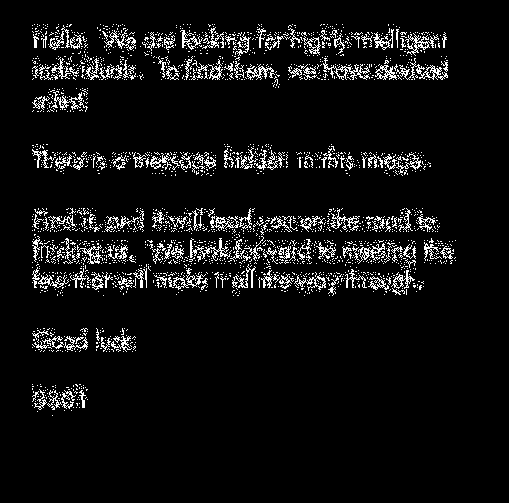 Hello. We are looking for highly intelligent
individuals. To find them, we have devised
a test.
There is a message hidden in this image.
Find it, and it will lead you on the road to
finding us. We look forward to meeting the
few that will make it all the way through.
Good luck.
3301